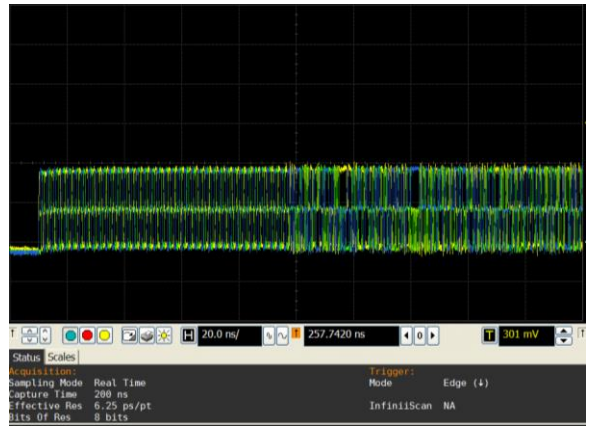 H 20.0 ns/ 257.7420 ns 0 T 301 mV
Status Scales
Acquisition:
Sampling Mode Real Time
Capture Time 200 ns
Effective Res 6.25 ps/pt
Bits Of Res 8 bits
Trigger:
Mode Edge (↓)
InfiniiScan NA